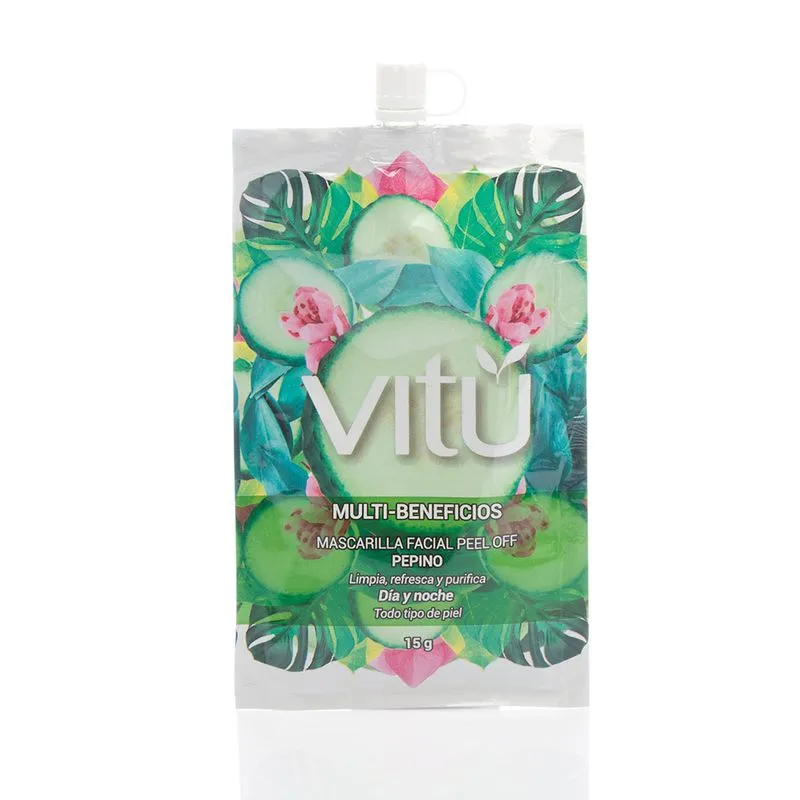 vitú
MULTI-BENEFICIOS
MASCARILLA FACIAL PEEL OFF
PEPINO
Limpia, refresca y purifica
Día y noche
Todo tipo de piel
15 g